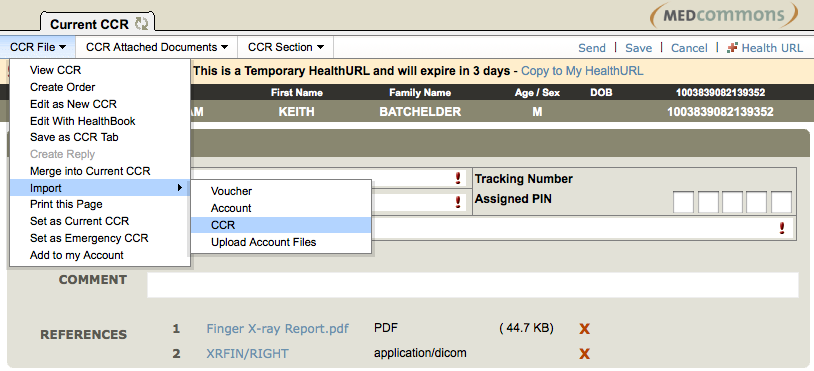 Current CCR
MEDcommons
CCR File
CCR Attached Documents
CCR Section
Send | Save | Cancel | Health URL
This is a Temporary HealthURL and will expire in 3 days - Copy to My HealthURL
First Name Family Name Age / Sex DOB 1003839082139352
AM KEITH BATCHELDER M 1003839082139352
View CCR
Create Order
Edit as New CCR
Edit With HealthBook
Save as CCR Tab
Create Reply
Merge into Current CCR
Import
Print this Page
Set as Current CCR
Set as Emergency CCR
Add to my Account
Voucher
Account
CCR
Upload Account Files
Tracking Number
Assigned PIN
COMMENT
REFERENCES
1 Finger X-ray Report.pdf PDF ( 44.7 KB) X
2 XRFIN/RIGHT application/dicom X